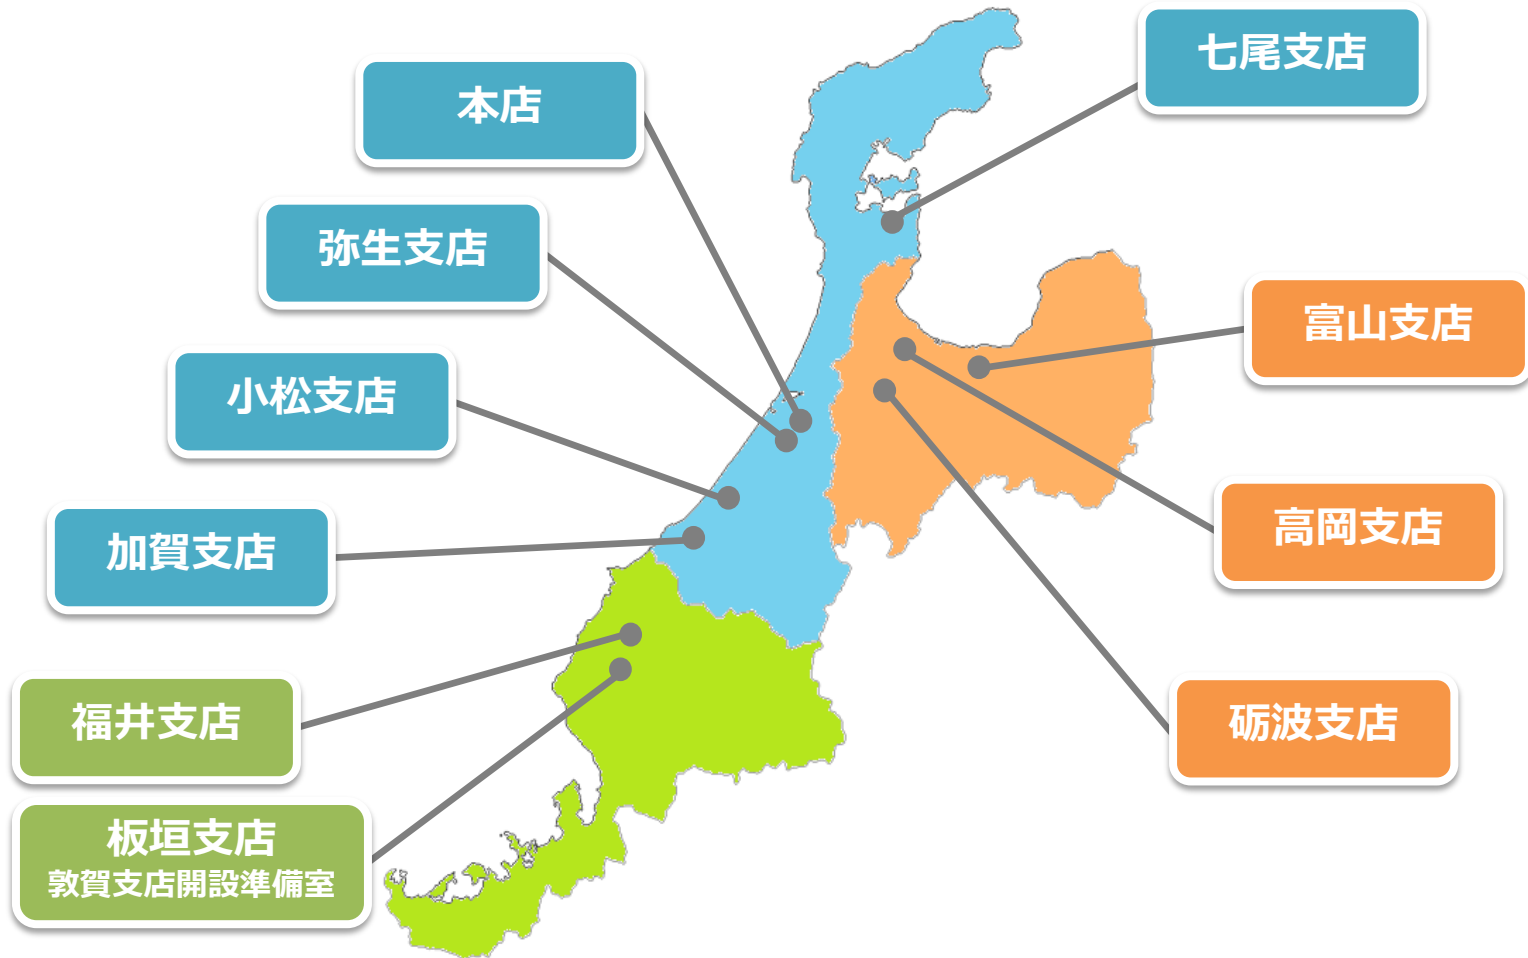 七尾支店
本店
弥生支店
富山支店
小松支店
高岡支店
加賀支店
福井支店
砺波支店
板垣支店
敦賀支店開設準備室